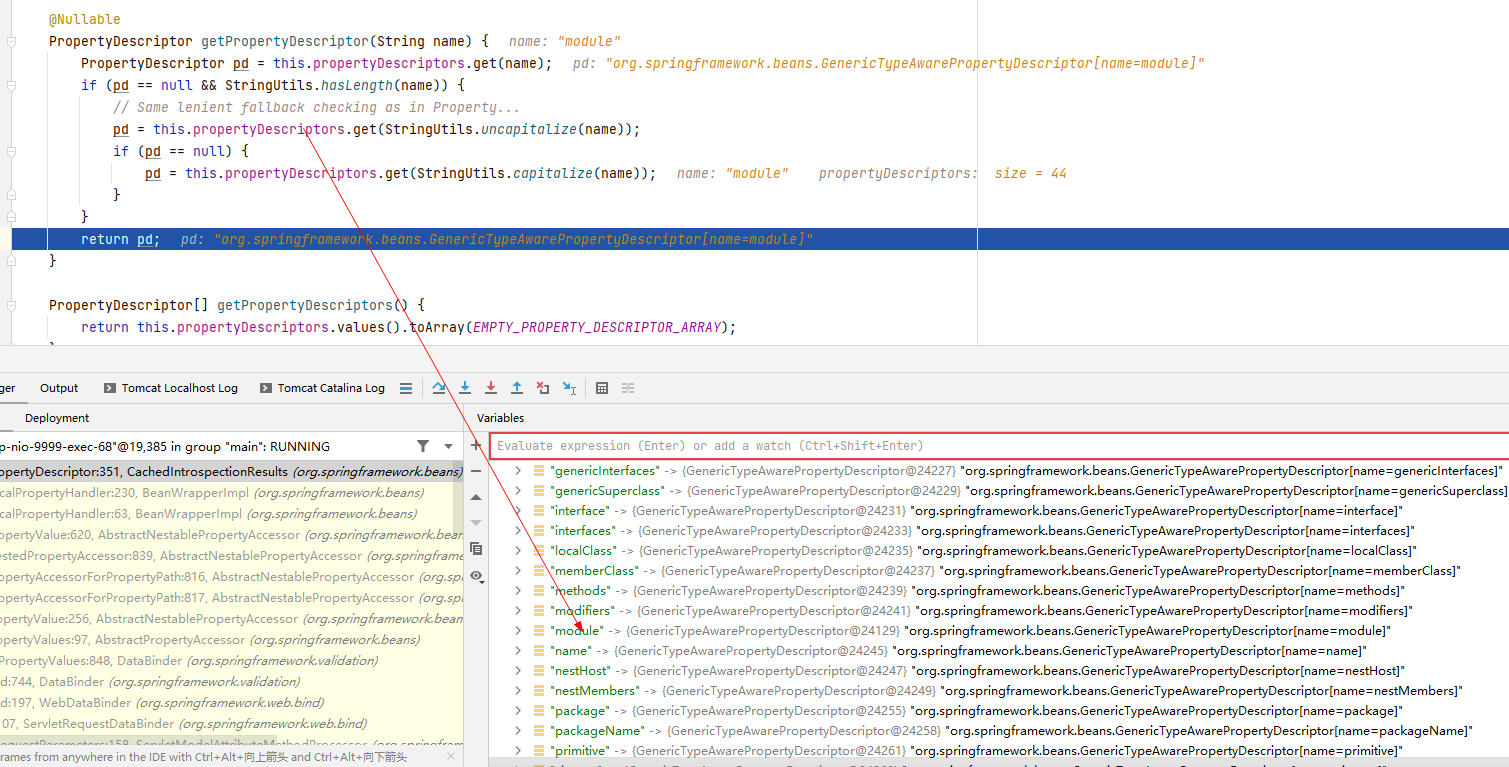 @Nullable
PropertyDescriptor getPropertyDescriptor(String name) { name: "module"
PropertyDescriptor pd = this.propertyDescriptors.get(name); pd: "org.springframework.beans.GenericTypeAwarePropertyDescriptor[name=module]"
if (pd == null && StringUtils.hasLength(name)) {
// Same lenient fallback checking as in Property...
pd = this.propertyDescriptors.get(StringUtils.uncapitalize(name));
if (pd == null) {
pd = this.propertyDescriptors.get(StringUtils.capitalize(name)); name: "module" propertyDescriptors: size = 44
}
}
return pd; pd: "org.springframework.beans.GenericTypeAwarePropertyDescriptor[name=module]"
}
PropertyDescriptor[] getPropertyDescriptors() {
return this.propertyDescriptors.values().toArray(EMPTY_PROPERTY_DESCRIPTOR_ARRAY);
ger Output Tomcat Localhost Log Tomcat Catalina Log
Deployment
p-nio-9999-exec-68"@19,385 in group "main": RUNNING
opertyDescriptor:351, CachedIntrospectionResults (org.springframework.beans)
calPropertyHandler:230, BeanWrapperImpl (org.springframework.beans)
calPropertyHandler:63, BeanWrapperImpl (org.springframework.beans)
opertyValue:620, AbstractNestablePropertyAccessor (org.springframework.bean
estedPropertyAccessor:839, AbstractNestablePropertyAccessor (org.springframe
opertyAccessorForPropertyPath:816, AbstractNestablePropertyAccessor (org.sp
opertyAccessorForPropertyPath:817, AbstractNestablePropertyAccessor (org.sp
opertyValue:256, AbstractNestablePropertyAccessor (org.springframework.bean
opertyValues:97, AbstractPropertyAccessor (org.springframework.beans)
PropertyValues:848, DataBinder (org.springframework.validation)
d:744, DataBinder (org.springframework.validation)
d:197, WebDataBinder (org.springframework.web.bind)
07, ServletRequestDataBinder (org.springframework.web.bind)
equestParameters:158, ServletModelAttributeMethodProcessor (org.springframew
rames from anywhere in the IDE with Ctrl+Alt+向上箭头 and Ctrl+Alt+向下箭头
Variables
Evaluate expression (Enter) or add a watch (Ctrl+Shift+Enter)
"genericInterfaces" -> {GenericTypeAwarePropertyDescriptor@24227} "org.springframework.beans.GenericTypeAwarePropertyDescriptor[name=genericInterfaces]"
"genericSuperclass" -> {GenericTypeAwarePropertyDescriptor@24229} "org.springframework.beans.GenericTypeAwarePropertyDescriptor[name=genericSuperclass]
"interface" -> {GenericTypeAwarePropertyDescriptor@24231} "org.springframework.beans.GenericTypeAwarePropertyDescriptor[name=interface]"
"interfaces" -> {GenericTypeAwarePropertyDescriptor@24233} "org.springframework.beans.GenericTypeAwarePropertyDescriptor[name=interfaces]"
"localClass" -> {GenericTypeAwarePropertyDescriptor@24235} "org.springframework.beans.GenericTypeAwarePropertyDescriptor[name=localClass]"
"memberClass" -> {GenericTypeAwarePropertyDescriptor@24237} "org.springframework.beans.GenericTypeAwarePropertyDescriptor[name=memberClass]"
"methods" -> {GenericTypeAwarePropertyDescriptor@24239} "org.springframework.beans.GenericTypeAwarePropertyDescriptor[name=methods]"
"modifiers" -> {GenericTypeAwarePropertyDescriptor@24241} "org.springframework.beans.GenericTypeAwarePropertyDescriptor[name=modifiers]"
"module" -> {GenericTypeAwarePropertyDescriptor@24129} "org.springframework.beans.GenericTypeAwarePropertyDescriptor[name=module]"
"name" -> {GenericTypeAwarePropertyDescriptor@24245} "org.springframework.beans.GenericTypeAwarePropertyDescriptor[name=name]"
"nestHost" -> {GenericTypeAwarePropertyDescriptor@24247} "org.springframework.beans.GenericTypeAwarePropertyDescriptor[name=nestHost]
"nestMembers" -> {GenericTypeAwarePropertyDescriptor@24249} "org.springframework.beans.GenericTypeAwarePropertyDescriptor[name=nestMembers]"
"package" -> {GenericTypeAwarePropertyDescriptor@24255} "org.springframework.beans.GenericTypeAwarePropertyDescriptor[name=package]"
"packageName" -> {GenericTypeAwarePropertyDescriptor@24258} "org.springframework.beans.GenericTypeAwarePropertyDescriptor[name=packageName]"
"primitive" -> {GenericTypeAwarePropertyDescriptor@24261} "org.springframework.beans.GenericTypeAwarePropertyDescriptor[name=primitive]"